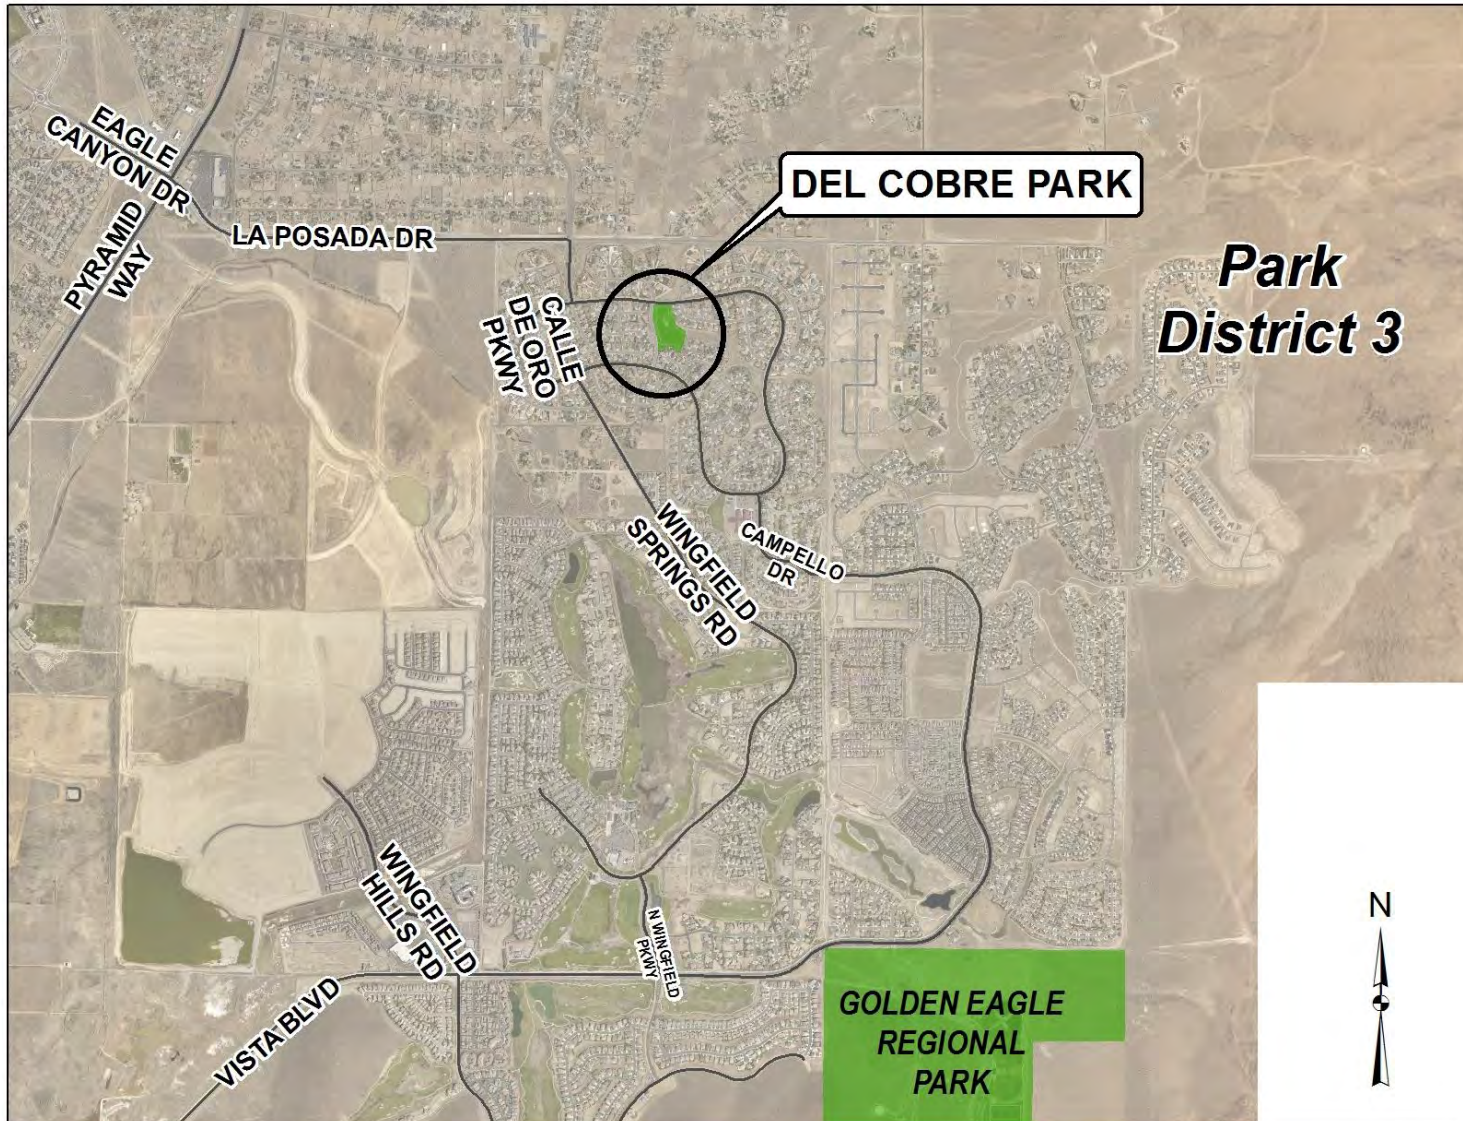 EAGLE
CANYON DR
PYRAMID
WAY
LA POSADA DR
DEL COBRE PARK
Park
District 3
CALLE
DE ORO
PKWY
WINGFIELD
SPRINGS RD
CAMPELLO
DR
WINGFIELD
HILLS RD
N WINGFIELD
PKWY
VISTA BLVD
GOLDEN EAGLE
REGIONAL
PARK
N